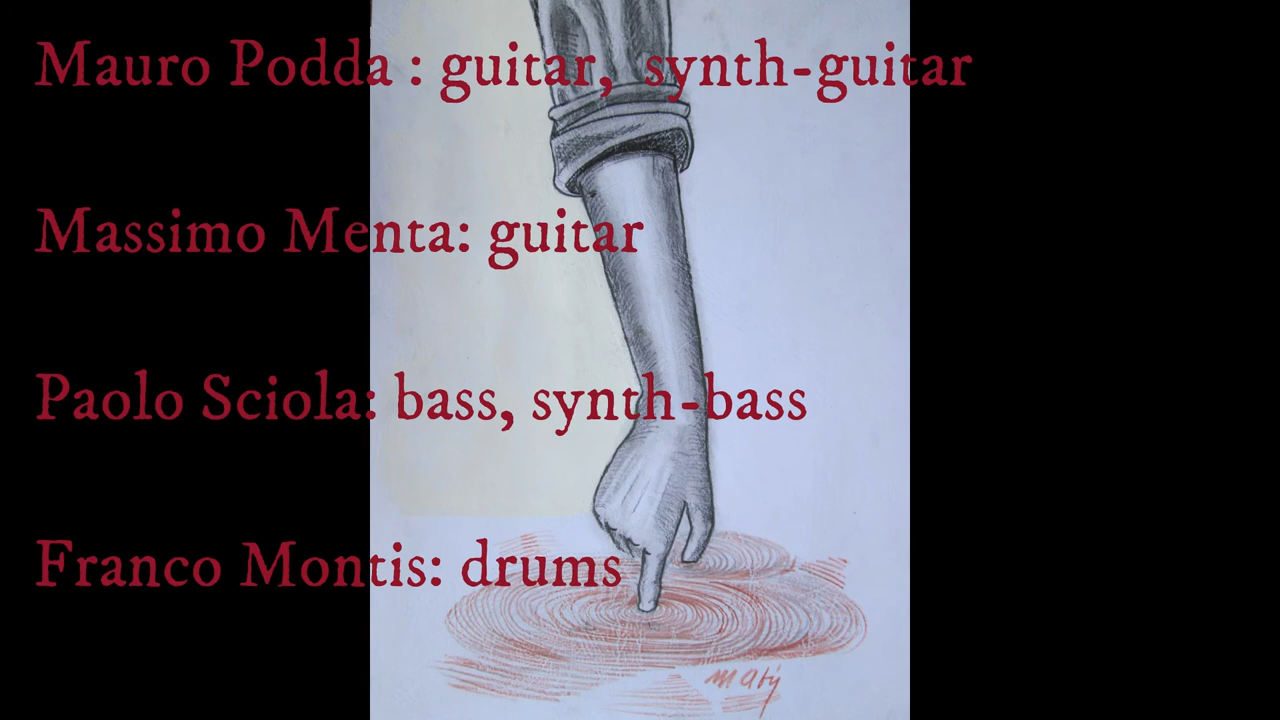 Mauro Podda : guitar, synth-guitar
Massimo Menta: guitar
Paolo Sciola: bass, synth-bass
Franco Montis: drums